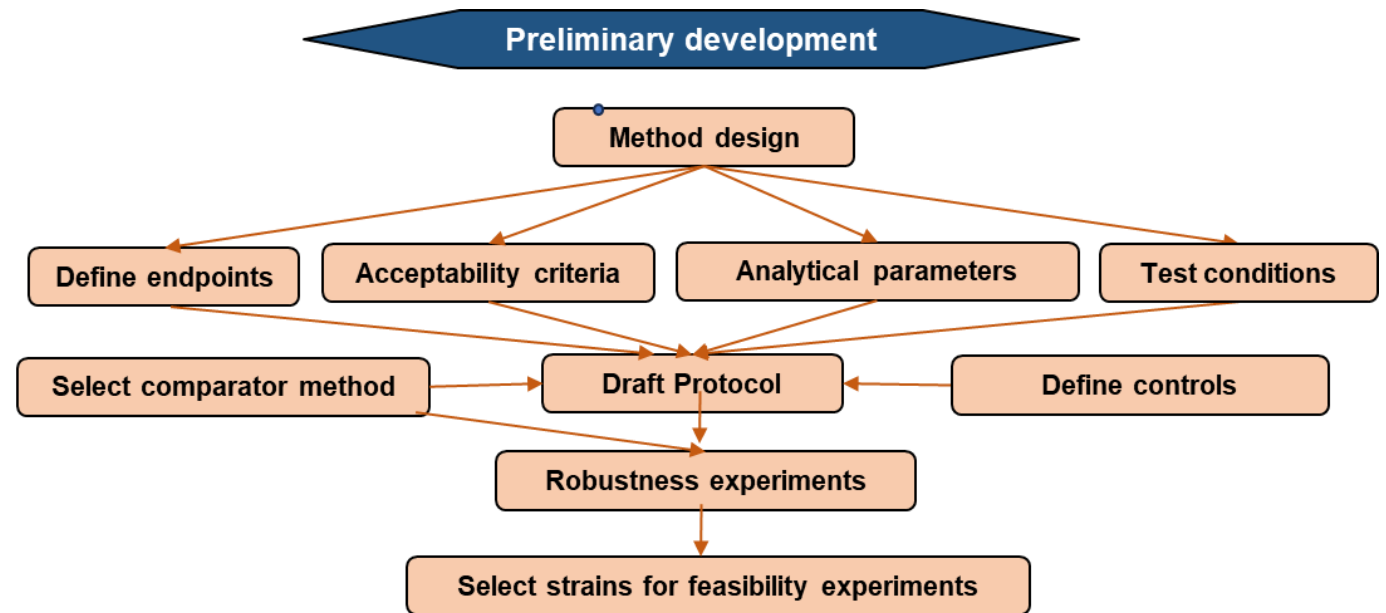 Preliminary development
Method design
Define endpoints
Acceptability criteria
Analytical parameters
Test conditions
Select comparator method
Draft Protocol
Define controls
Robustness experiments
Select strains for feasibility experiments